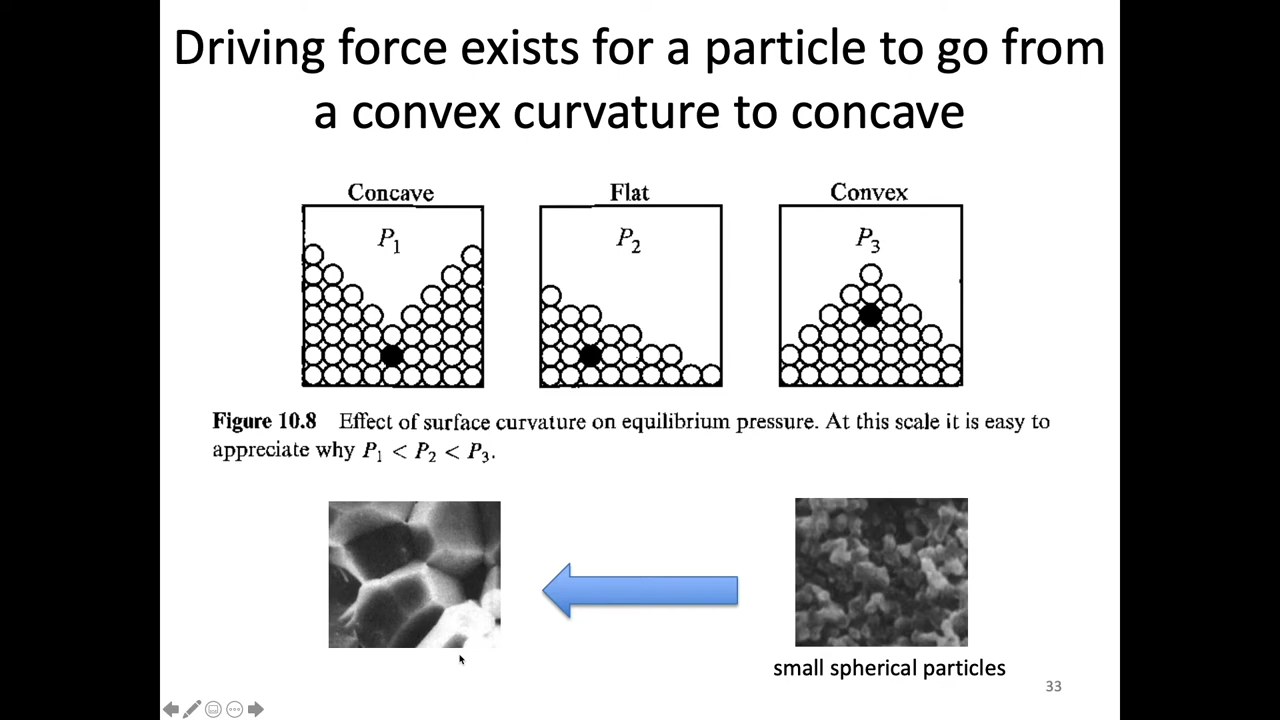 Driving force exists for a particle to go from
a convex curvature to concave
Concave Flat Convex
P₁ P₂ P₃
Figure 10.8 Effect of surface curvature on equilibrium pressure. At this scale it is easy to
appreciate why P₁ < P₂ < P₃.
small spherical particles
33